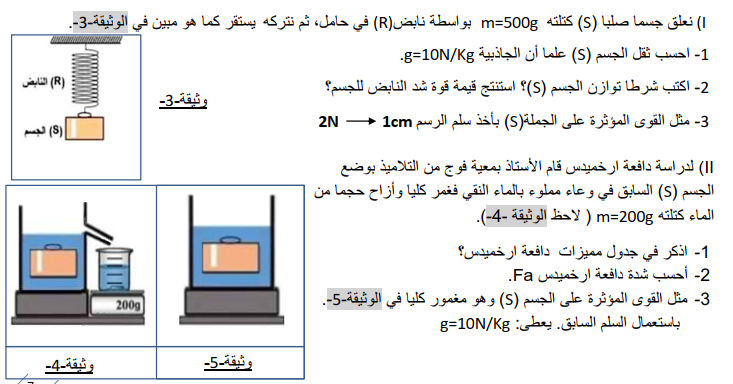 I) نعلق جسما صلبا (S) كتلته m=500g بواسطة نابض(R) في حامل، ثم نتركه يستقر كما هو مبين في الوثيقة-3-.
1- احسب ثقل الجسم (S) علما أن الجاذبية g=10N/Kg.
2- اكتب شرطا توازن الجسم (S)؟ استنتج قيمة قوة شد النابض للجسم؟
3- مثل القوى المؤثرة على الجملة(S) بأخذ سلم الرسم 1cm → 2N
(R) النابض
(S) الجسم
وثيقة-3-
II) لدراسة دافعة ارخميدس قام الأستاذ بمعية فوج من التلاميذ بوضع
الجسم (S) السابق في وعاء مملوء بالماء النقي فغمر كليا وأزاح حجما من
الماء كتلته m=200g ( لاحظ الوثيقة -4-).
1- اذكر في جدول مميزات دافعة ارخميدس؟
2- أحسب شدة دافعة ارخميدس Fa.
3- مثل القوى المؤثرة على الجسم (S) وهو مغمور كليا في الوثيقة-5-.
باستعمال السلم السابق. يعطى: g=10N/Kg
200g
وثيقة-5-
وثيقة-4-